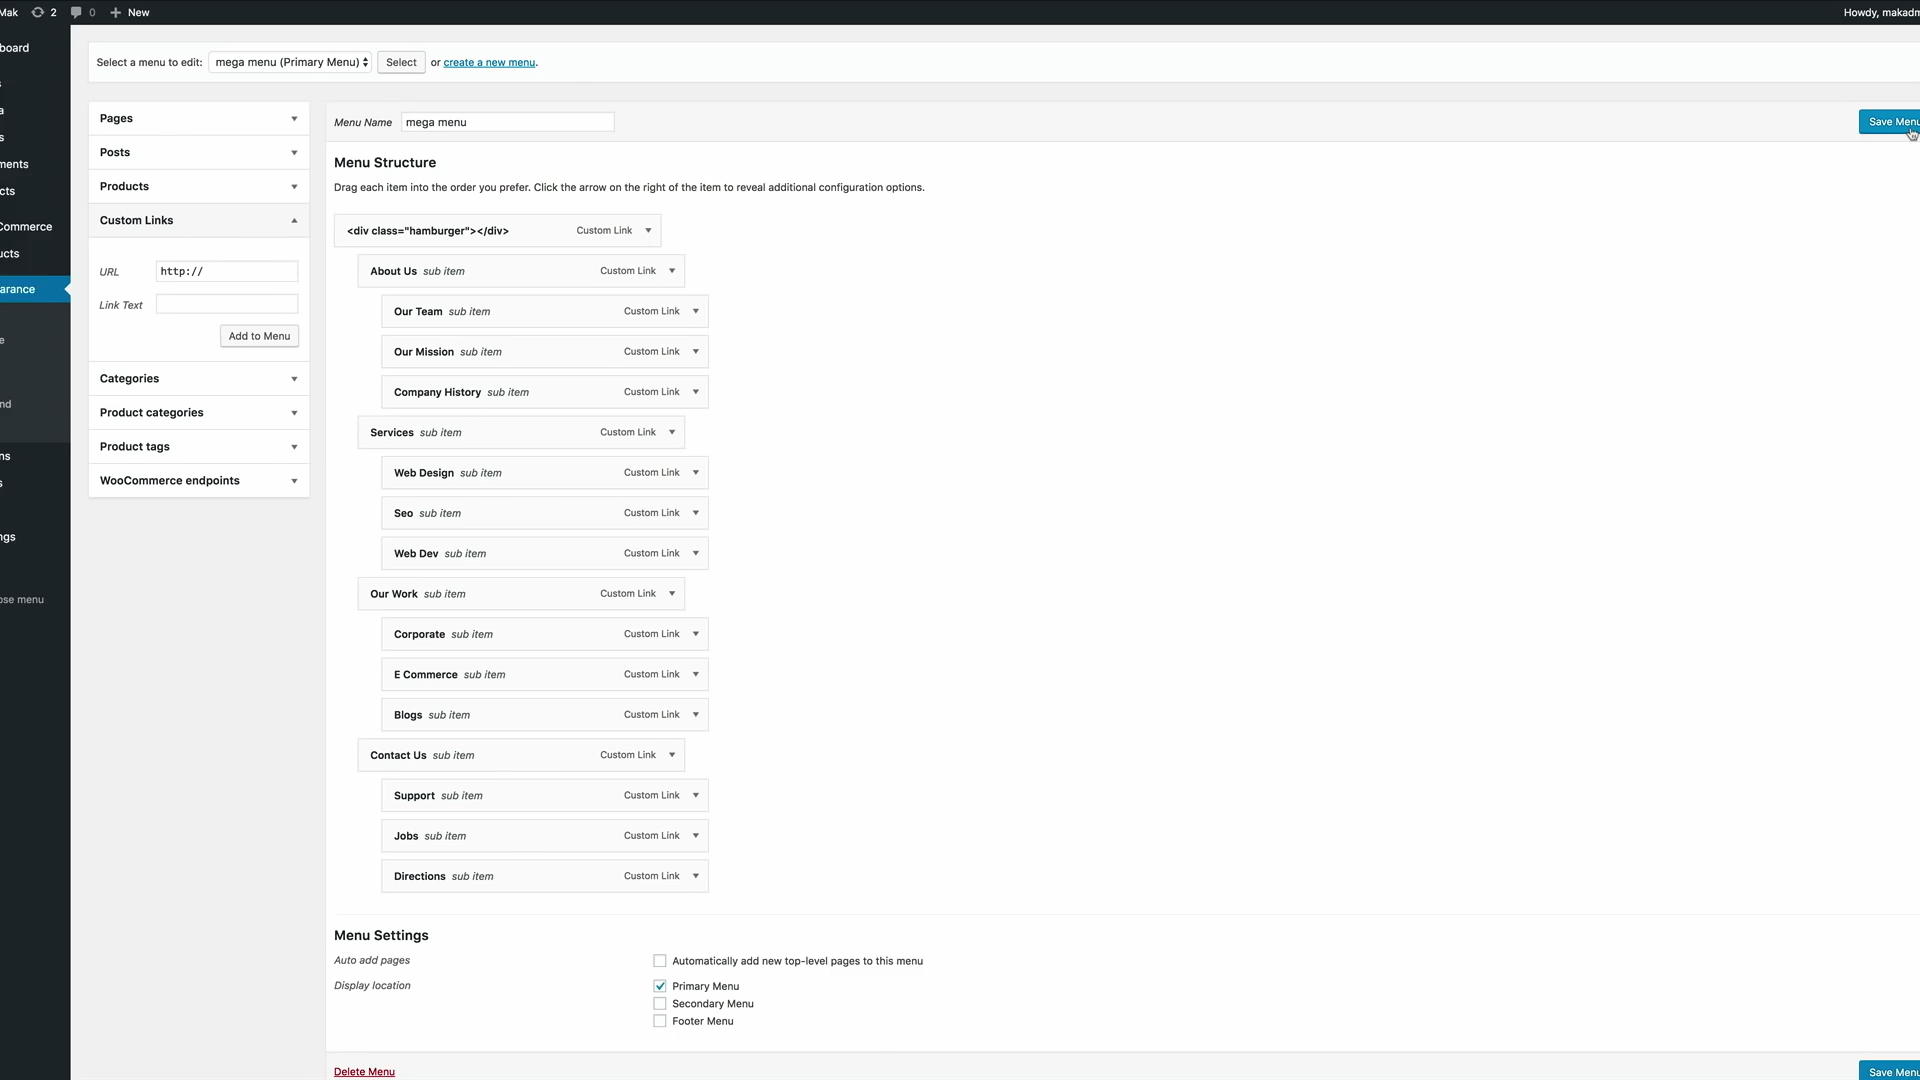 Mak 2 0 + New Howdy, makadm
board
Select a menu to edit: mega menu (Primary Menu) Select or create a new menu.
s
a
s
ments
cts
Commerce
ucts
arance
e
nd
ns
s
ngs
ose menu
Pages
Posts
Products
Custom Links
URL http://
Link Text
Add to Menu
Categories
Product categories
Product tags
WooCommerce endpoints
Menu Name mega menu Save Menu
Menu Structure
Drag each item into the order you prefer. Click the arrow on the right of the item to reveal additional configuration options.
<div class="hamburger"></div> Custom Link
About Us sub item Custom Link
Our Team sub item Custom Link
Our Mission sub item Custom Link
Company History sub item Custom Link
Services sub item Custom Link
Web Design sub item Custom Link
Seo sub item Custom Link
Web Dev sub item Custom Link
Our Work sub item Custom Link
Corporate sub item Custom Link
E Commerce sub item Custom Link
Blogs sub item Custom Link
Contact Us sub item Custom Link
Support sub item Custom Link
Jobs sub item Custom Link
Directions sub item Custom Link
Menu Settings
Auto add pages Automatically add new top-level pages to this menu
Display location Primary Menu
Secondary Menu
Footer Menu
Delete Menu Save Menu